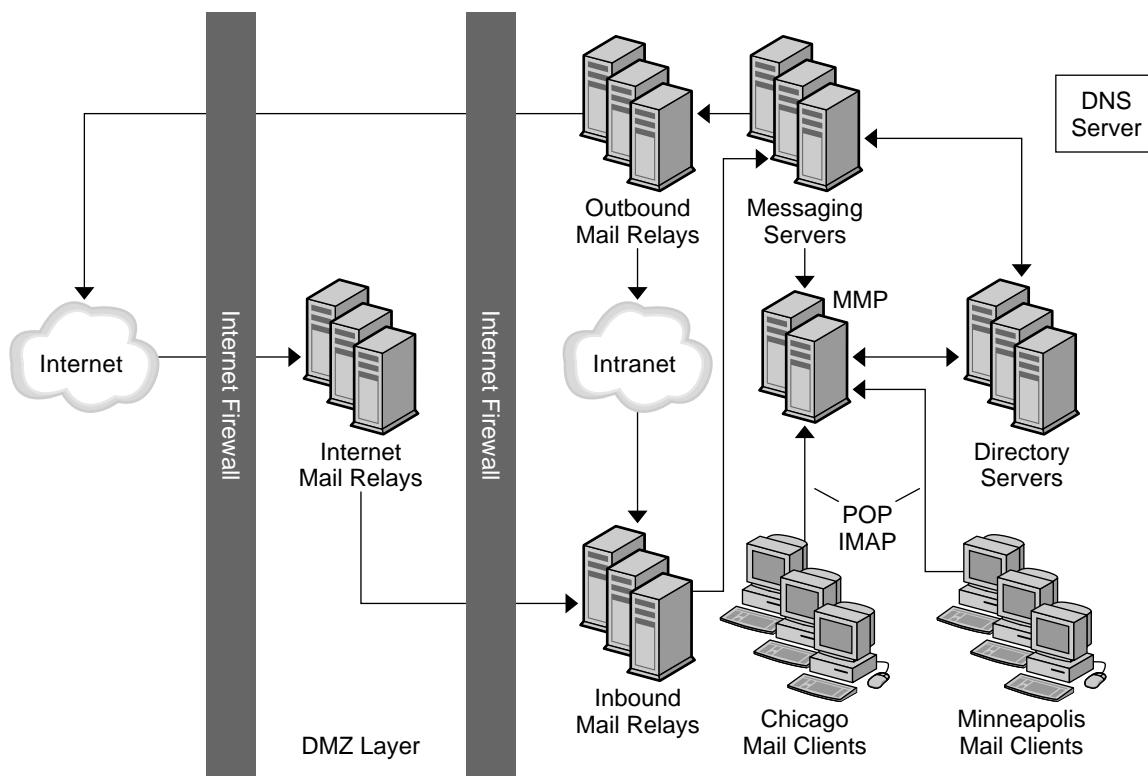 DNS
Server
Outbound
Mail Relays
Messaging
Servers
MMP
Internet
Internet Firewall
Internet Firewall
Intranet
Internet
Mail Relays
Directory
Servers
POP
IMAP
Inbound
Mail Relays
Chicago
Mail Clients
Minneapolis
Mail Clients
DMZ Layer